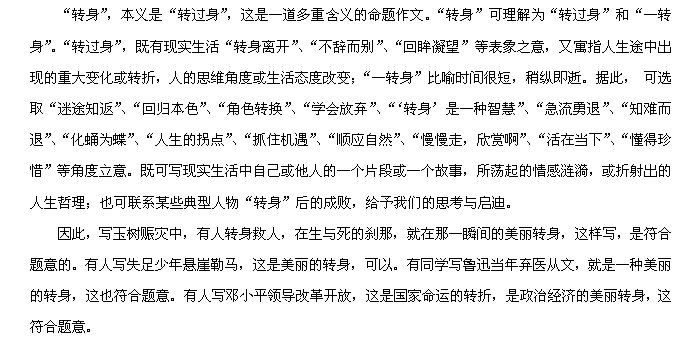 “转身”，本义是“转过身”，这是一道多重含义的命题作文。“转身”可理解为“转过身”和“一转
身”。“转过身”，既有现实生活“转身离开”、“不辞而别”、“回眸凝望”等表象之意，又寓指人生途中出
现的重大变化或转折，人的思维角度或生活态度改变；“一转身”比喻时间很短，稍纵即逝。据此， 可选
取“迷途知返”、“回归本色”、“角色转换”、“学会放弃”、“‘转身’是一种智慧”、“急流勇退”、“知难而
退”、“化蛹为蝶”、“人生的拐点”、“抓住机遇”、“顺应自然”、“慢慢走，欣赏啊”、“活在当下”、“懂得珍
惜”等角度立意。既可写现实生活中自己或他人的一个片段或一个故事，所荡起的情感涟漪，或折射出的
人生哲理；也可联系某些典型人物“转身”后的成败，给予我们的思考与启迪。
因此，写玉树赈灾中，有人转身救人，在生与死的刹那，就在那一瞬间的美丽转身，这样写，是符合
题意的。有人写失足少年悬崖勒马，这是美丽的转身，可以。有同学写鲁迅当年弃医从文，就是一种美丽
的转身，这也符合题意。有人写邓小平领导改革开放，这是国家命运的转折，是政治经济的美丽转身，这
符合题意。